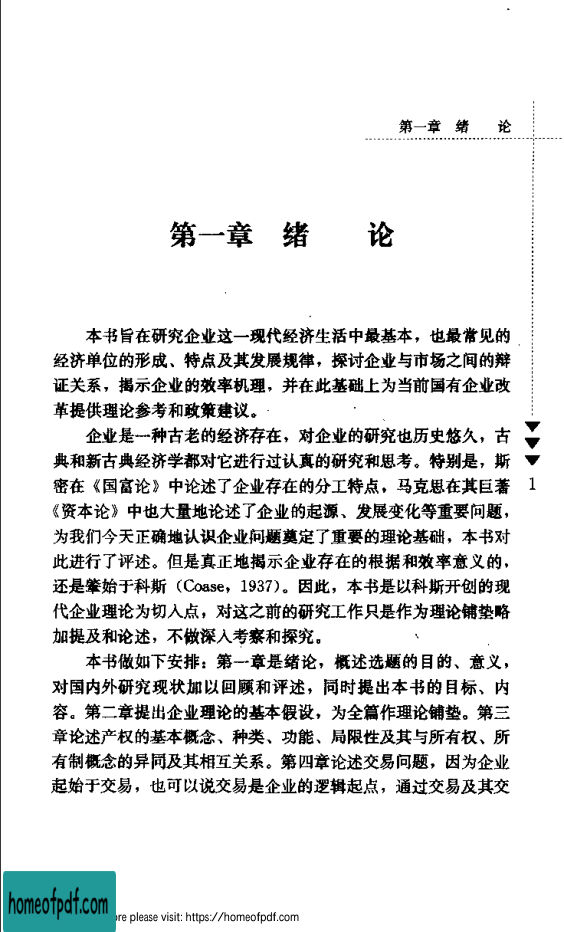 第一章 绪 论
第一章 绪 论
本书旨在研究企业这一现代经济生活中最基本，也最常见的
经济单位的形成、特点及其发展规律，探讨企业与市场之间的辩
证关系，揭示企业的效率机理，并在此基础上为当前国有企业改
革提供理论参考和政策建议。
企业是一种古老的经济存在，对企业的研究也历史悠久，古
典和新古典经济学都对它进行过认真的研究和思考。特别是，斯
密在《国富论》中论述了企业存在的分工特点，马克思在其巨著
《资本论》中也大量地论述了企业的起源、发展变化等重要问题，
为我们今天正确地认识企业问题奠定了重要的理论基础，本书对
此进行了评述。但是真正地揭示企业存在的根据和效率意义的，
还是肇始于科斯（Coase，1937）。因此，本书是以科斯开创的现
代企业理论为切入点，对这之前的研究工作只是作为理论铺垫略
加提及和论述，不做深入考察和探究。
本书做如下安排：第一章是绪论，概述选题的目的、意义，
对国内外研究现状加以回顾和评述，同时提出本书的目标、内
容。第二章提出企业理论的基本假设，为全篇作理论铺垫。第三
章论述产权的基本概念、种类、功能、局限性及其与所有权、所
有制概念的异同及其相互关系。第四章论述交易问题，因为企业
起始于交易，也可以说交易是企业的逻辑起点，通过交易及其交
1
homeofpdf.com
re please visit: https://homeofpdf.com